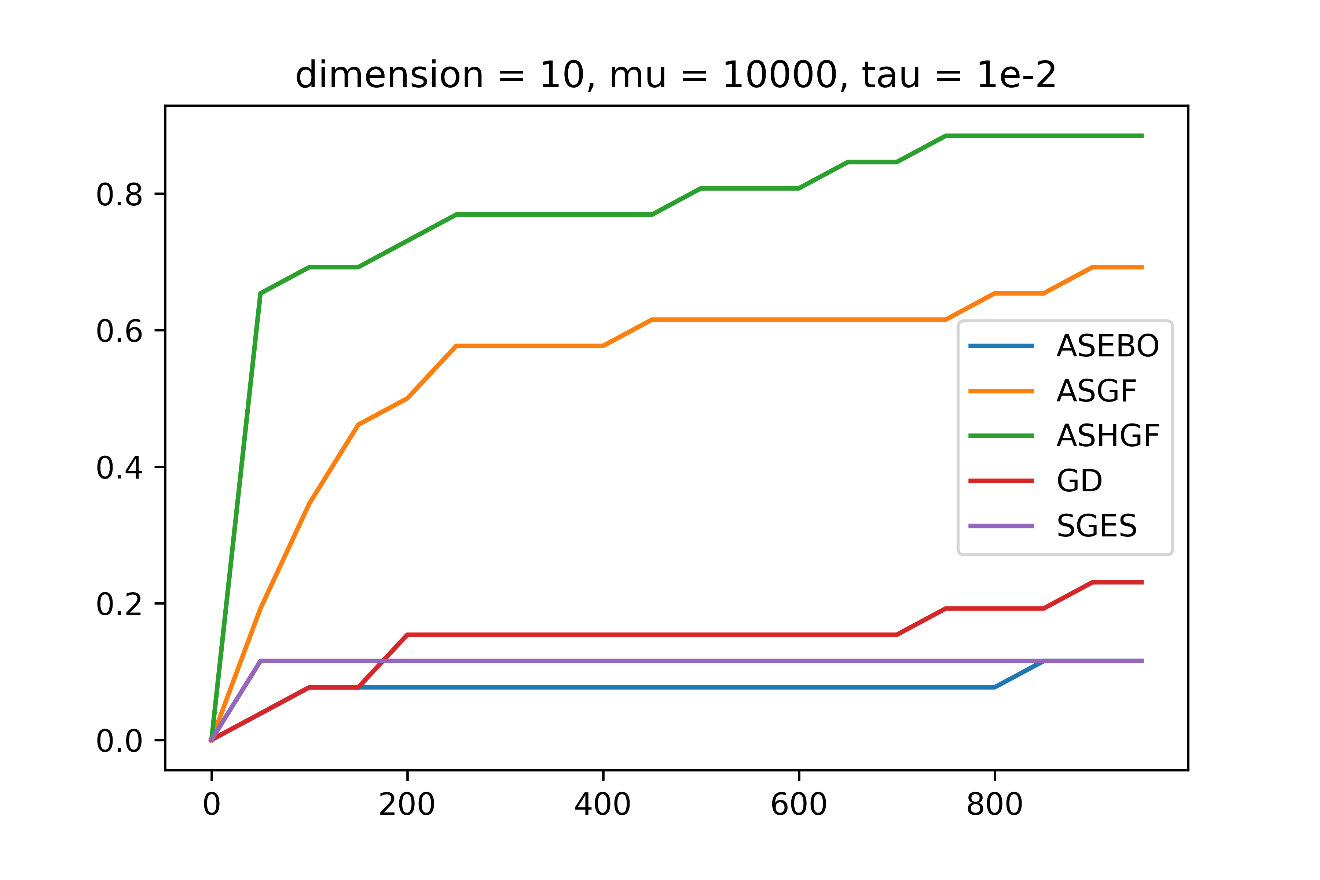 dimension = 10, mu = 10000, tau = 1e-2
0.8
0.6
0.4
0.2
0.0
0 200 400 600 800
ASEBO
ASGF
ASHGF
GD
SGES